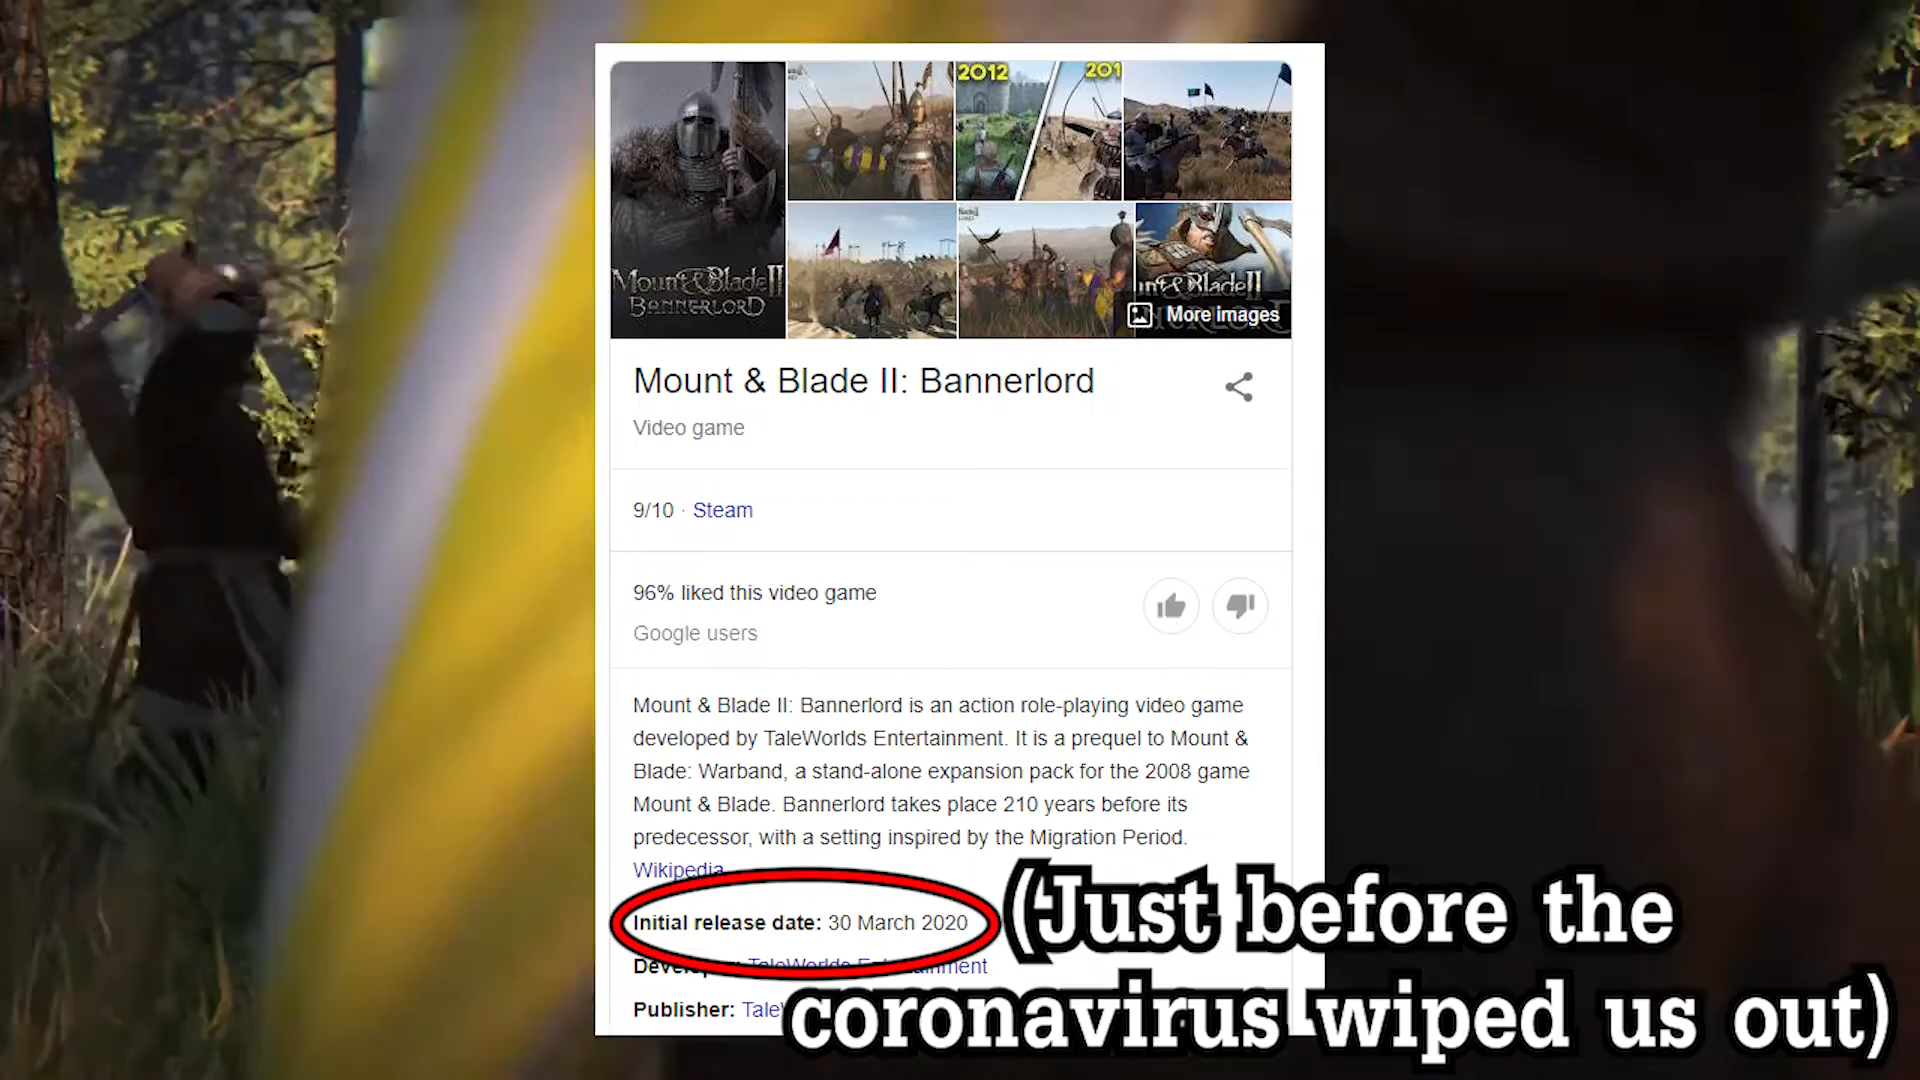 2012
201
Mount & Blade II
BANNERLORD
More images
Mount & Blade II: Bannerlord
Video game
9/10 · Steam
96% liked this video game
Google users
Mount & Blade II: Bannerlord is an action role-playing video game
developed by TaleWorlds Entertainment. It is a prequel to Mount &
Blade: Warband, a stand-alone expansion pack for the 2008 game
Mount & Blade. Bannerlord takes place 210 years before its
predecessor, with a setting inspired by the Migration Period.
Wikipedia
Initial release date: 30 March 2020
Developer: TaleWorlds Entertainment
Publisher: Tale
(Just before the
coronavirus wiped us out)